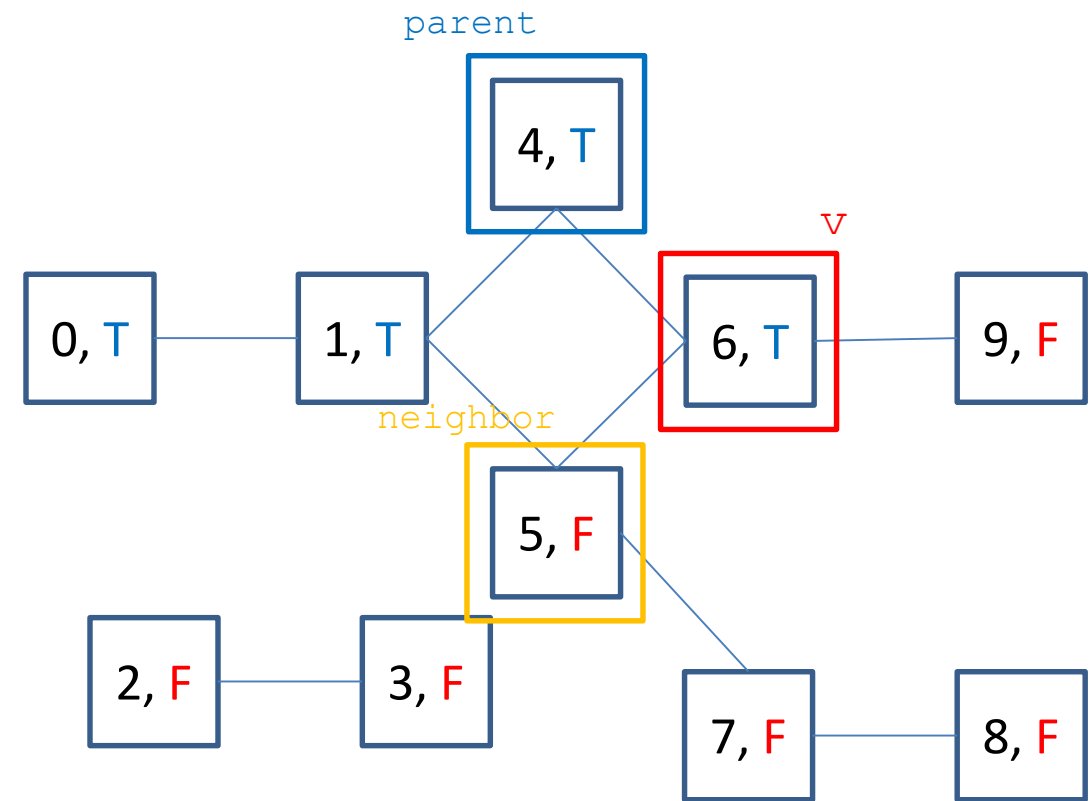 parent
4, T
v
0, T
1, T
6, T
9, F
neighbor
5, F
2, F
3, F
7, F
8, F